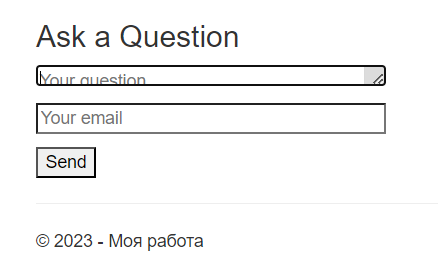 Ask a Question
Your question
Your email
Send
© 2023 - Моя работа